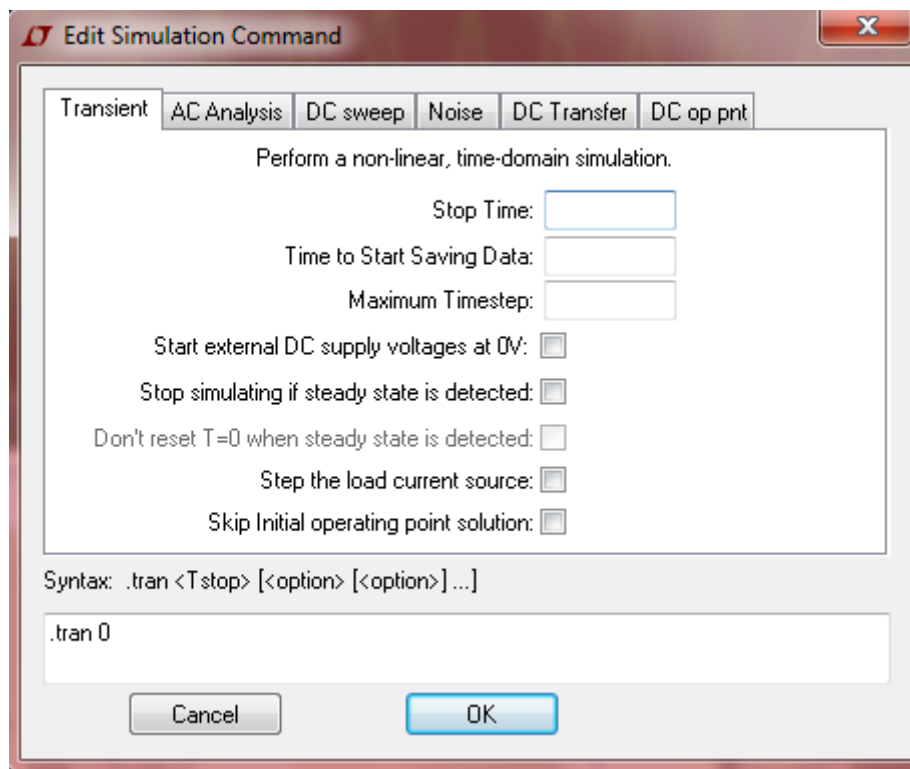 Edit Simulation Command
Transient AC Analysis DC sweep Noise DC Transfer DC op pnt
Perform a non-linear, time-domain simulation.
Stop Time:
Time to Start Saving Data:
Maximum Timestep:
Start external DC supply voltages at 0V:
Stop simulating if steady state is detected:
Don't reset T=0 when steady state is detected:
Step the load current source:
Skip Initial operating point solution:
Syntax: .tran <Tstop> [<option> [<option>] ...]
.tran 0
Cancel OK